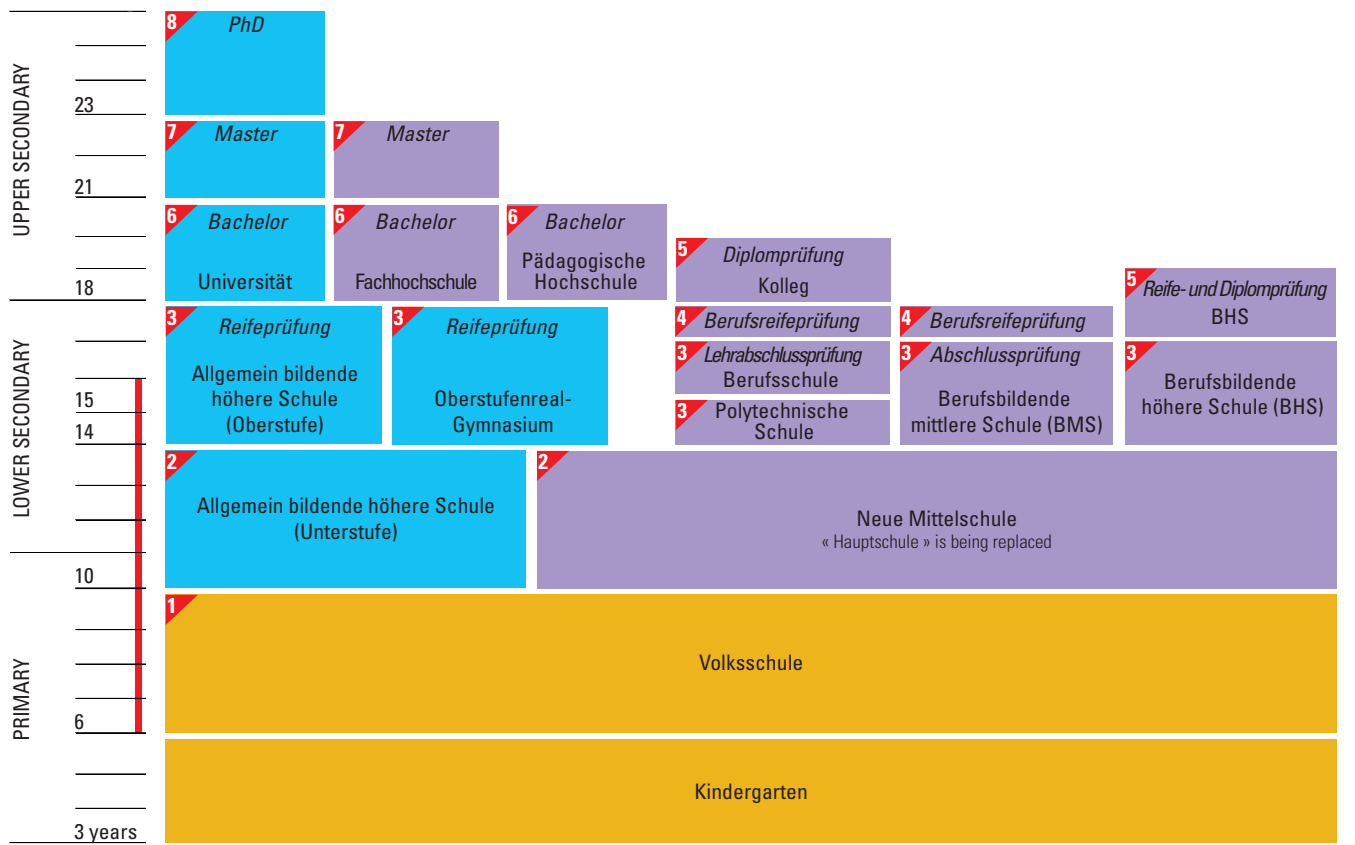 UPPER SECONDARY
LOWER SECONDARY
PRIMARY
23
21
18
15
14
10
6
3 years
8 PhD
7 Master
7 Master
6 Bachelor
Universität
6 Bachelor
Fachhochschule
6 Bachelor
Pädagogische
Hochschule
5 Diplomprüfung
Kolleg
5 Reife- und Diplomprüfung
BHS
3 Reifeprüfung
Allgemein bildende
höhere Schule
(Oberstufe)
3 Reifeprüfung
Oberstufenreal-
Gymnasium
4 Berufsreifeprüfung
3 Lehrabschlussprüfung
Berufsschule
3 Polytechnische
Schule
4 Berufsreifeprüfung
3 Abschlussprüfung
Berufsbildende
mittlere Schule (BMS)
3
Berufsbildende
höhere Schule (BHS)
2
Allgemein bildende höhere Schule
(Unterstufe)
2
Neue Mittelschule
« Hauptschule » is being replaced
1
Volksschule
Kindergarten